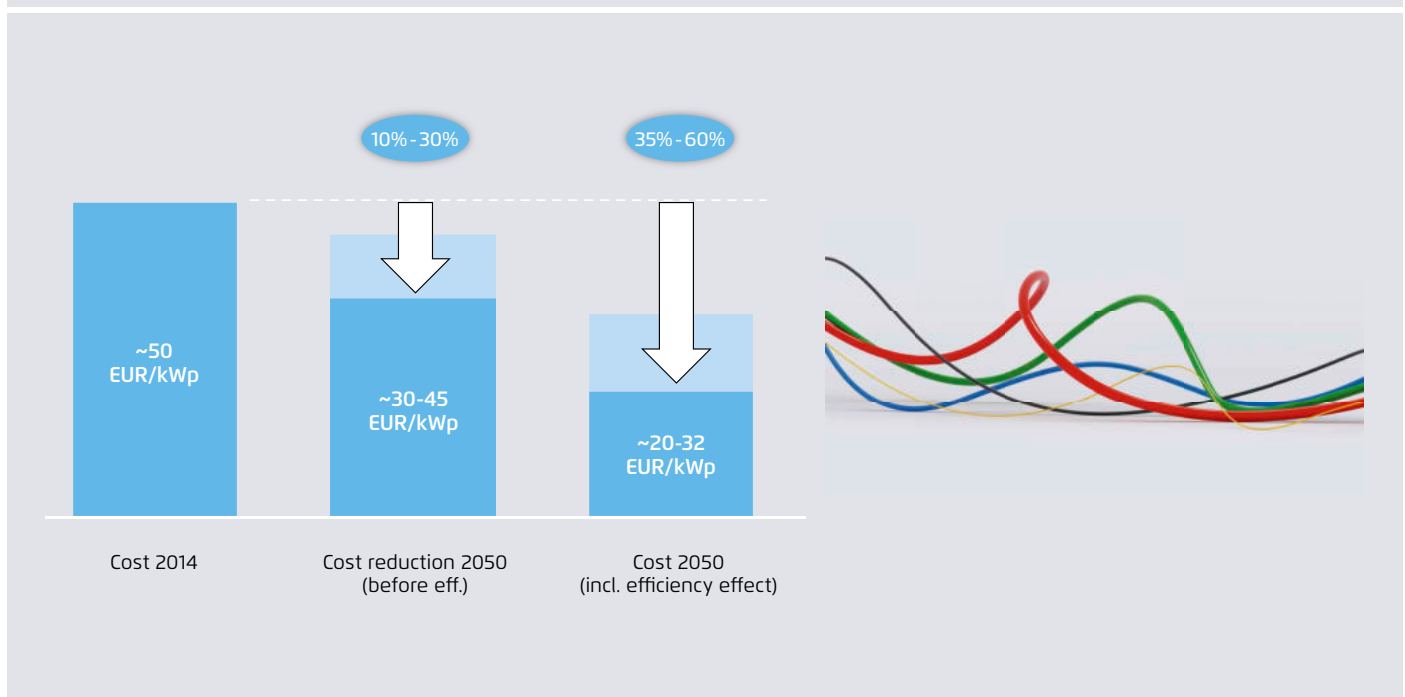 10%-30%
35%-60%
~50
EUR/kWp
~30-45
EUR/kWp
~20-32
EUR/kWp
Cost 2014
Cost reduction 2050
(before eff.)
Cost 2050
(incl. efficiency effect)